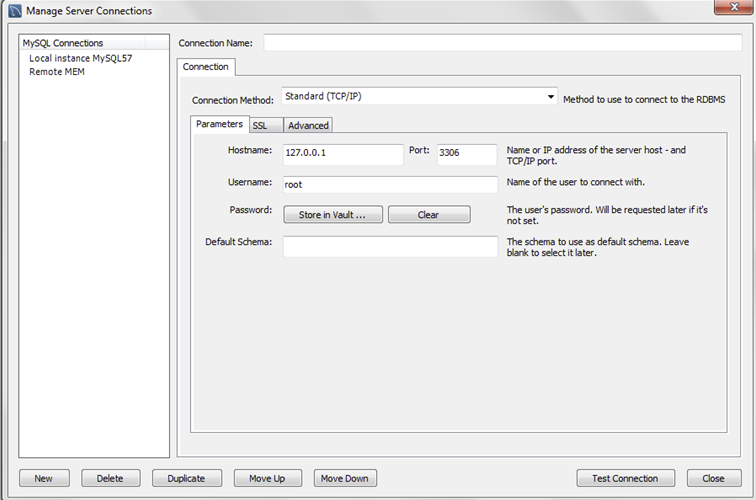 Manage Server Connections
MySQL Connections
Local instance MySQL57
Remote MEM
Connection Name:
Connection
Connection Method: Standard (TCP/IP) Method to use to connect to the RDBMS
Parameters SSL Advanced
Hostname: 127.0.0.1 Port: 3306 Name or IP address of the server host - and
TCP/IP port.
Username: root Name of the user to connect with.
Password: Store in Vault ... Clear The user's password. Will be requested later if it's
not set.
Default Schema: The schema to use as default schema. Leave
blank to select it later.
New Delete Duplicate Move Up Move Down Test Connection Close